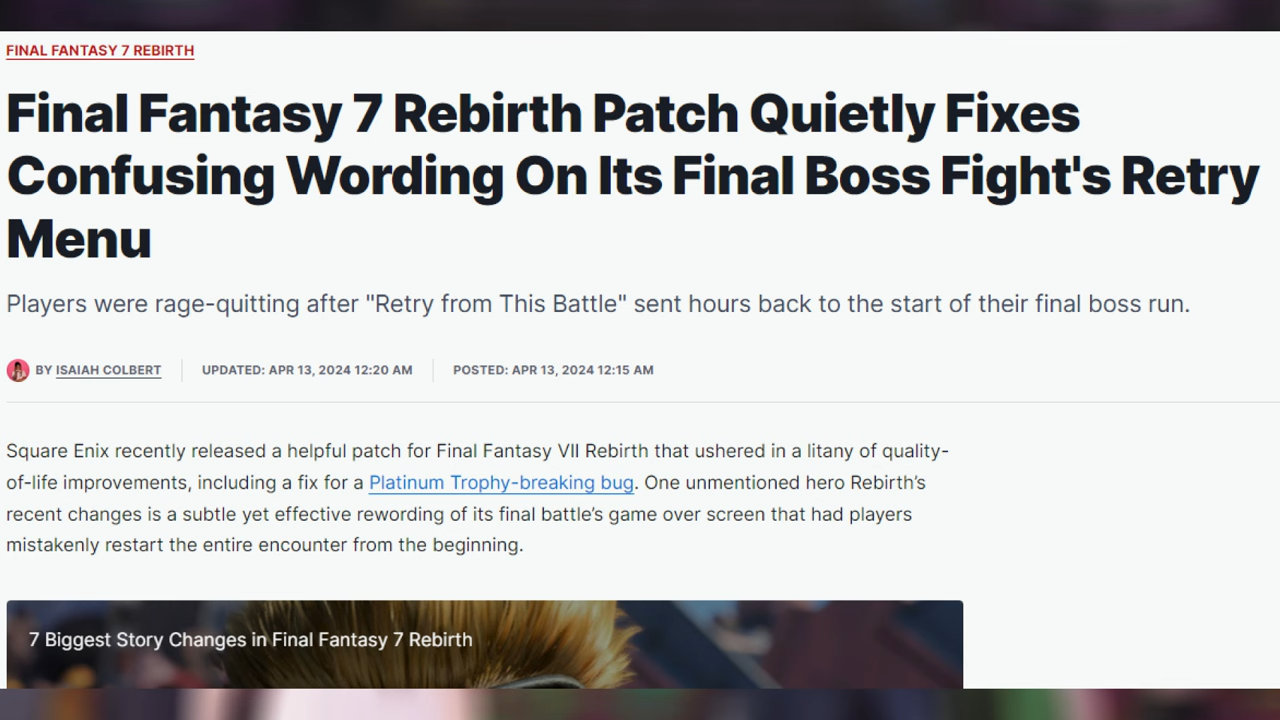 FINAL FANTASY 7 REBIRTH
Final Fantasy 7 Rebirth Patch Quietly Fixes
Confusing Wording On Its Final Boss Fight's Retry
Menu
Players were rage-quitting after "Retry from This Battle" sent hours back to the start of their final boss run.
BY ISAIAH COLBERT
UPDATED: APR 13, 2024 12:20 AM
POSTED: APR 13, 2024 12:15 AM
Square Enix recently released a helpful patch for Final Fantasy VII Rebirth that ushered in a litany of quality-
of-life improvements, including a fix for a Platinum Trophy-breaking bug. One unmentioned hero Rebirth’s
recent changes is a subtle yet effective rewording of its final battle’s game over screen that had players
mistakenly restart the entire encounter from the beginning.
7 Biggest Story Changes in Final Fantasy 7 Rebirth